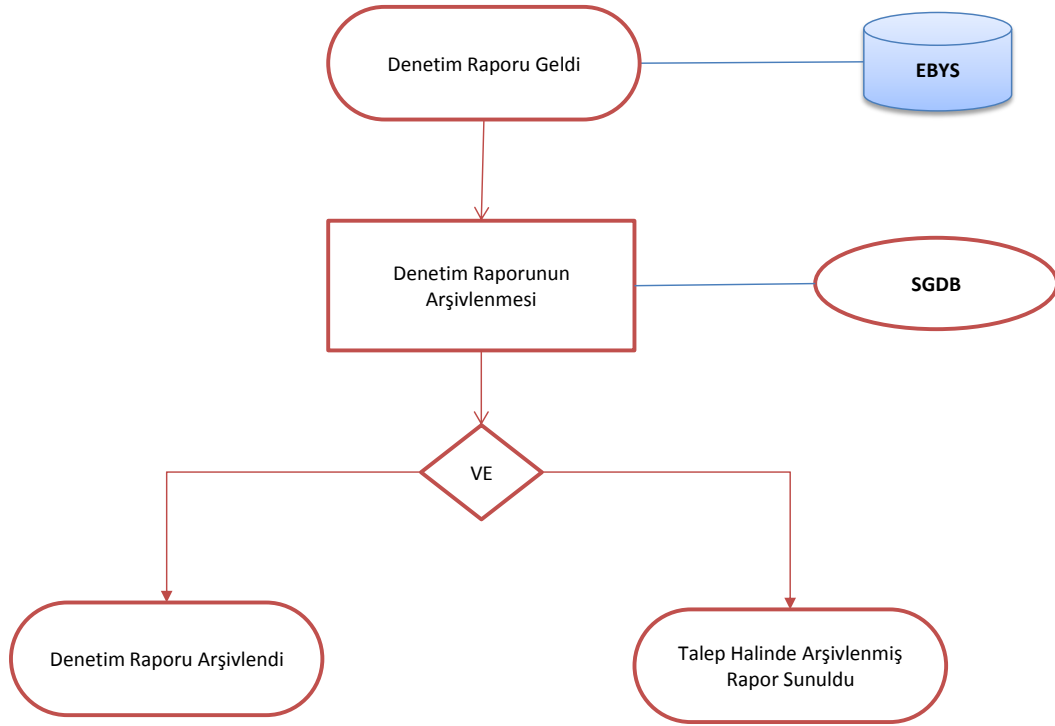 Denetim Raporu Geldi
EBYS
Denetim Raporunun
Arşivlenmesi
SGDB
VE
Denetim Raporu Arşivlendi
Talep Halinde Arşivlenmiş
Rapor Sunuldu